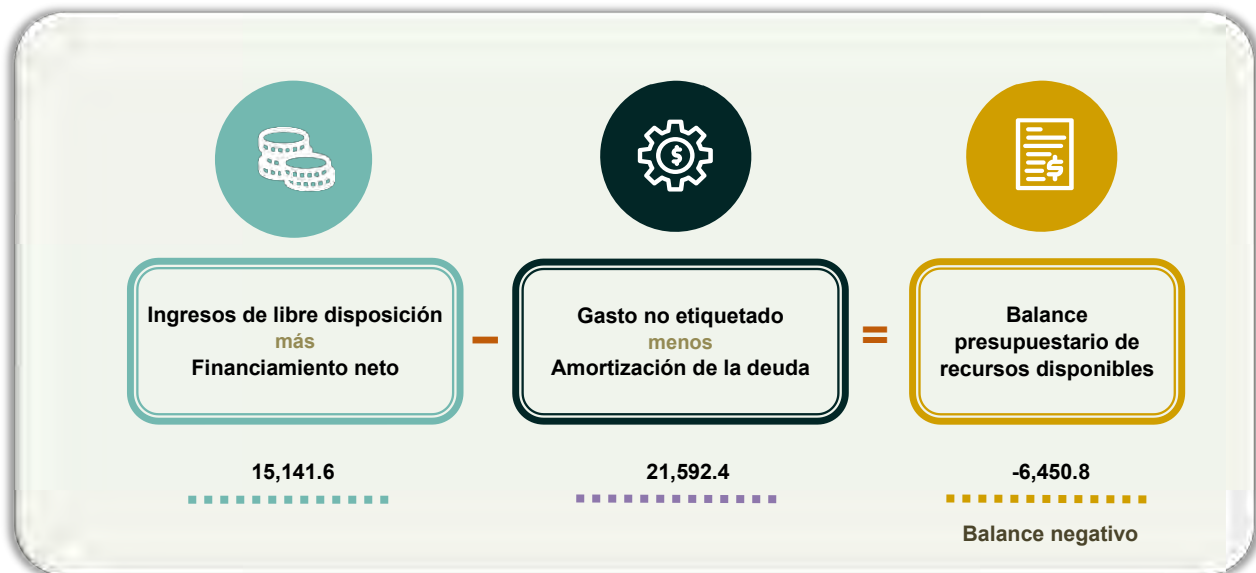 Ingresos de libre disposición
más
Financiamiento neto
–
Gasto no etiquetado
menos
Amortización de la deuda
=
Balance
presupuestario de
recursos disponibles
15,141.6
21,592.4
-6,450.8
Balance negativo